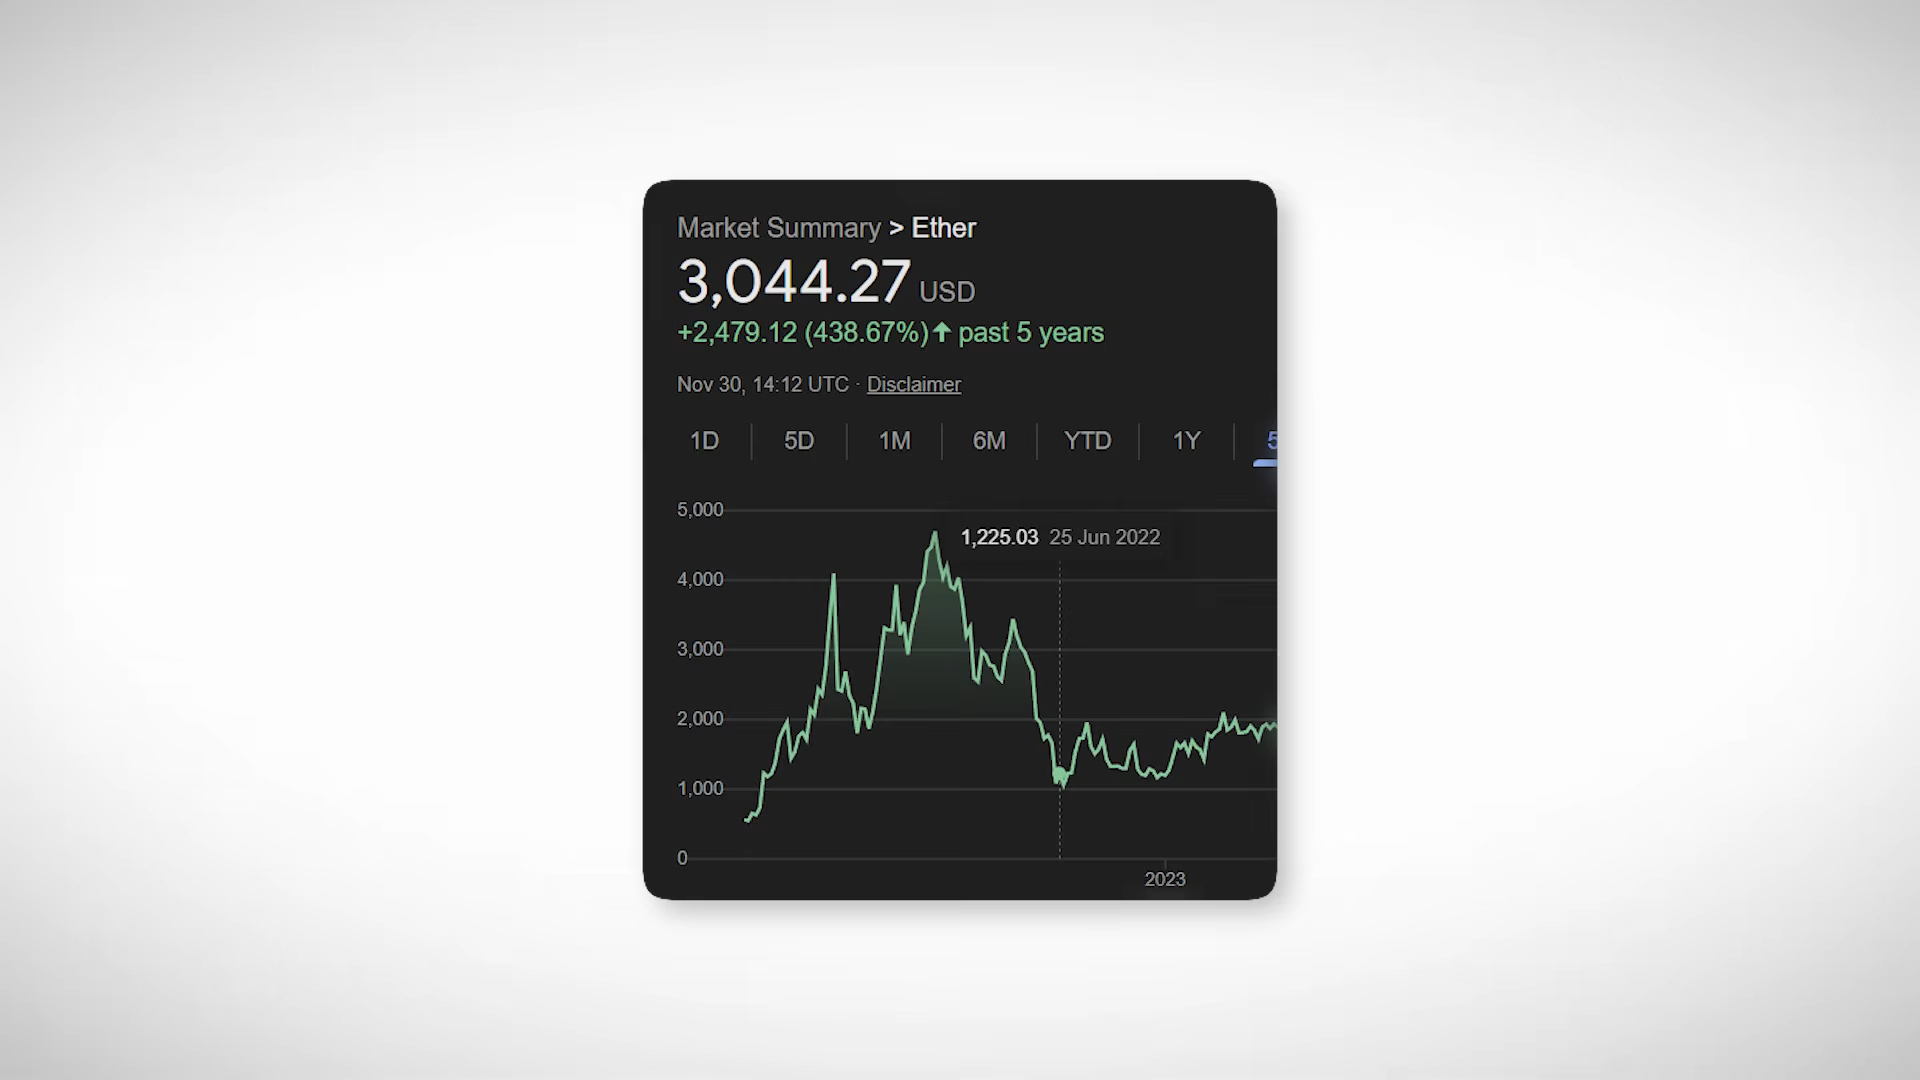 Market Summary > Ether
3,044.27 USD
+2,479.12 (438.67%)↑ past 5 years
Nov 30, 14:12 UTC · Disclaimer
1D 5D 1M 6M YTD 1Y 5
5,000
1,225.03 25 Jun 2022
4,000
3,000
2,000
1,000
0
2023